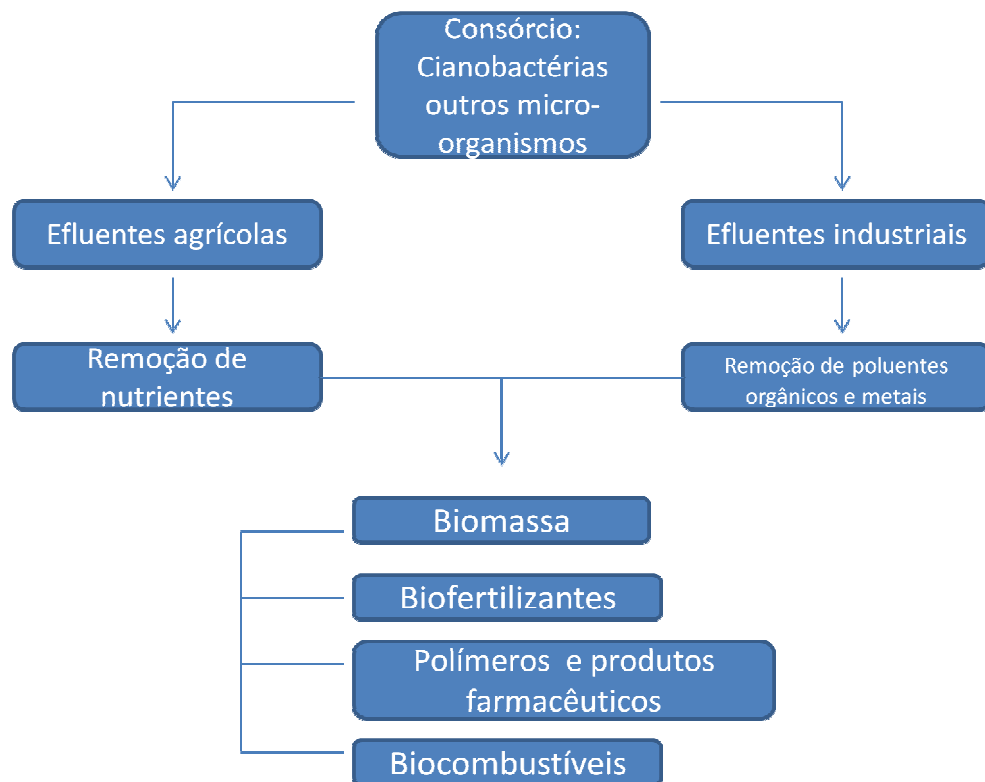 Consórcio:
Cianobactérias
outros micro-
organismos
Efluentes agrícolas
Efluentes industriais
Remoção de
nutrientes
Remoção de poluentes
orgânicos e metais
Biomassa
Biofertilizantes
Polímeros e produtos
farmacêuticos
Biocombustíveis